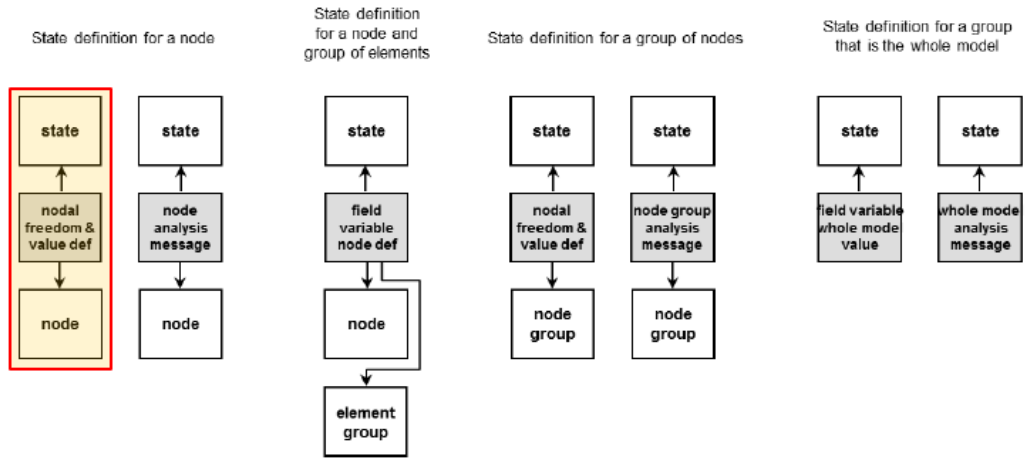 State definition for a node
State definition
for a node and
group of elements
State definition for a group of nodes
State definition for a group
that is the whole model
state
state
state
state
state
state
state
nodal
freedom &
value def
node
analysis
message
field
variable
node def
nodal
freedom &
value def
node group
analysis
message
field variable
whole mode
value
whole mode
analysis
message
node
node
node
node
group
node
group
element
group